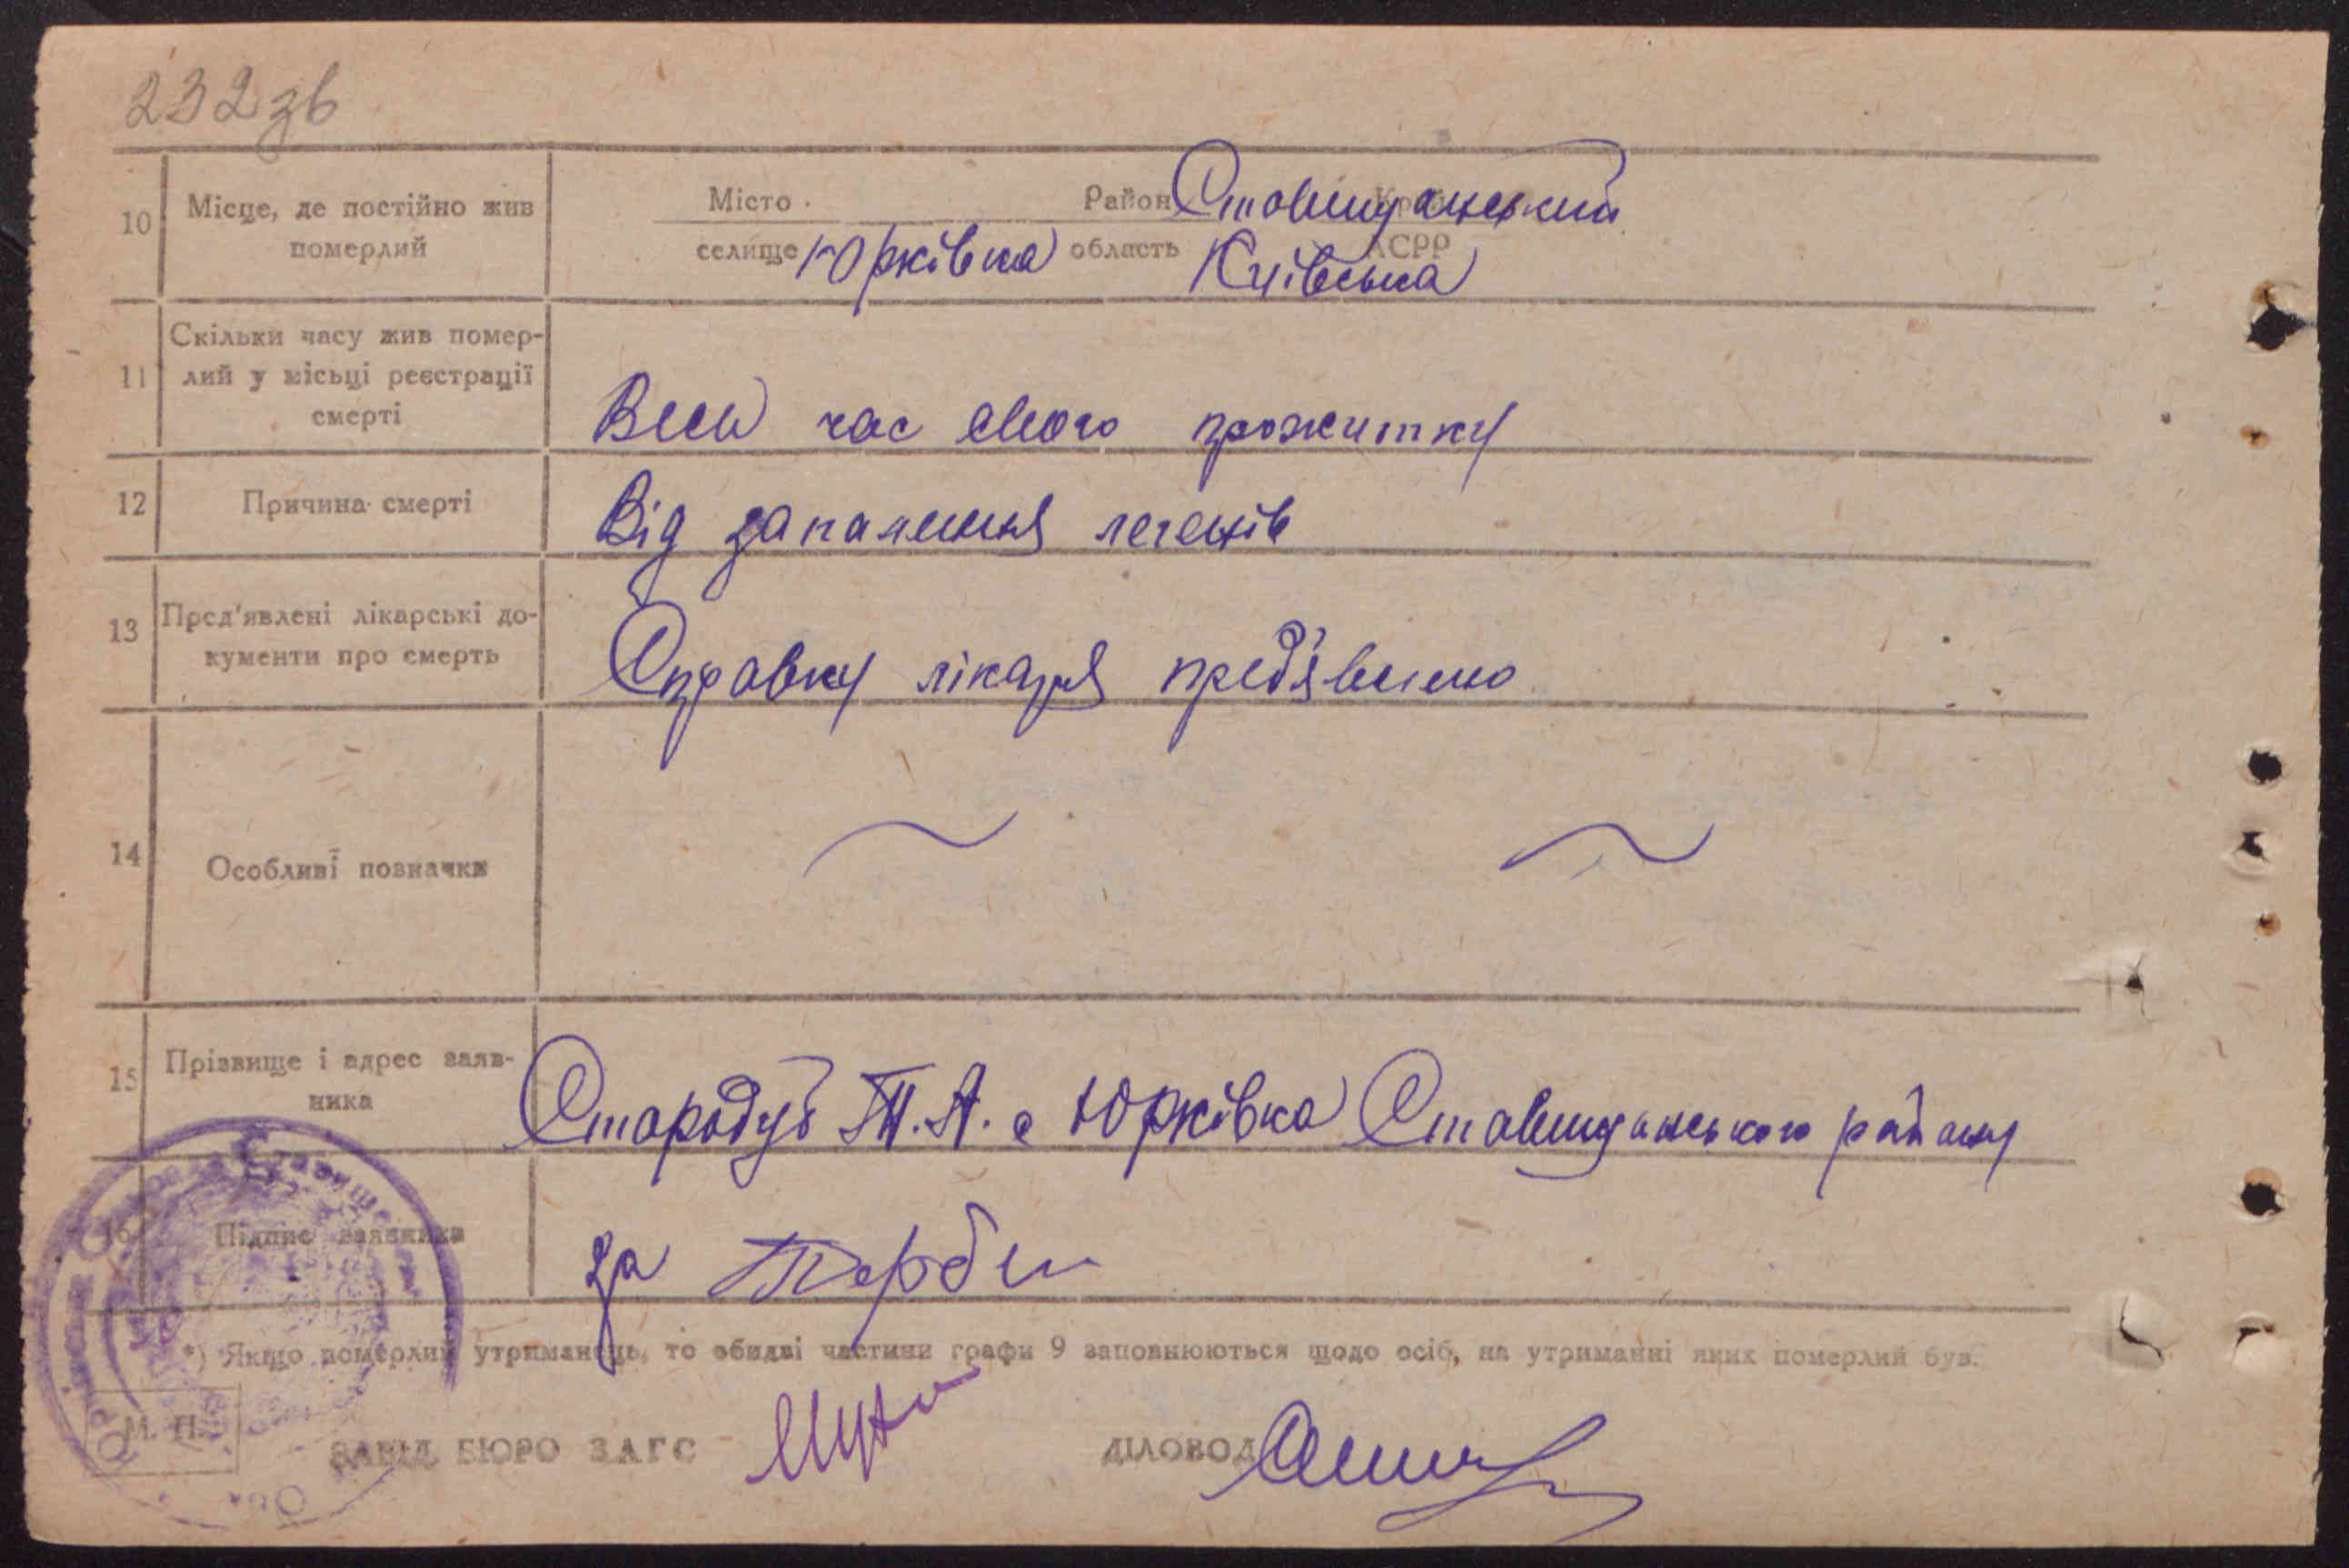 232зв
10 Місце, де постійно жив
померлий
Місто Район Ставищанський
селище Юрківка область Київська АСРР
11 Скільки часу жив помер-
лий у місьці реєстрації
смерті
Весь час свого прожитку
12 Причина смерті Від запалення легенів
13 Пред'явлені лікарські до-
кументи про смерть
Справку лікаря пред'явлено
14 Особливі позначки
15 Прізвище і адрес заяв-
ника
Стародуб Т.А. с Юрківка Ставищанського району
16 Підпис заявника за
*) Якщо померлий утриманець, то обидві частини графи 9 заповнюються щодо осіб, на утриманні яких померлий був.
М. П.
ЗАВІД БЮРО ЗАГС ДІЛОВОД